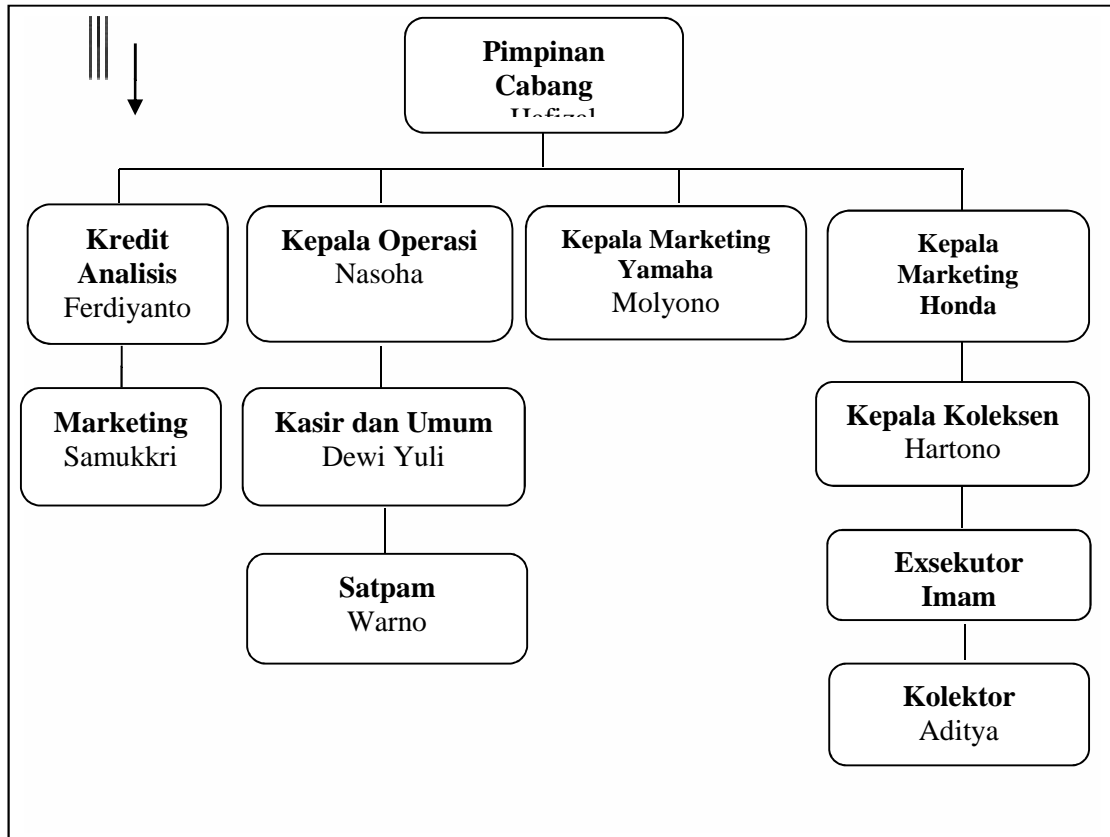 Pimpinan
Cabang
Kredit
Analisis
Ferdiyanto
Kepala Operasi
Nasoha
Kepala Marketing
Yamaha
Molyono
Kepala
Marketing
Honda
Marketing
Samukkri
Kasir dan Umum
Dewi Yuli
Kepala Koleksen
Hartono
Satpam
Warno
Exsekutor
Imam
Kolektor
Aditya